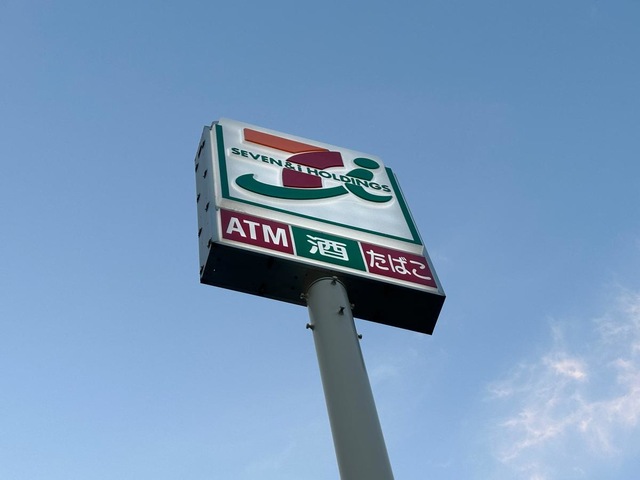 SEVEN & i HOLDINGS
ATM 酒 たばこ